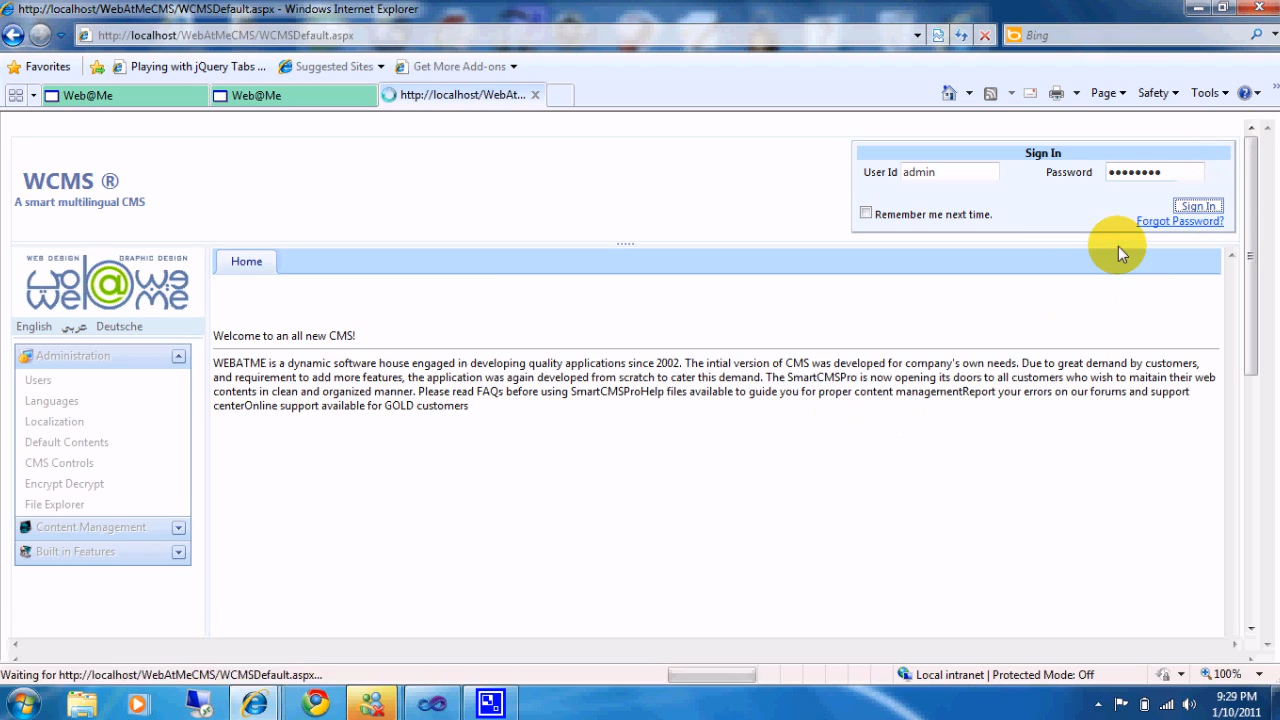 http://localhost/WebAtMeCMS/WCMSDefault.aspx - Windows Internet Explorer
http://localhost/WebAtMeCMS/WCMSDefault.aspx
Bing
Favorites
Playing with jQuery Tabs ...
Suggested Sites
Get More Add-ons
Web@Me
Web@Me
http://localhost/WebAt...
Page
Safety
Tools
WCMS ®
A smart multilingual CMS
Sign In
User Id admin
Password ••••••••
Remember me next time.
Sign In
Forgot Password?
WEB DESIGN GRAPHIC DESIGN
Home
English عربي Deutsche
Welcome to an all new CMS!
Administration
Users
Languages
Localization
Default Contents
CMS Controls
Encrypt Decrypt
File Explorer
Content Management
Built in Features
WEBATME is a dynamic software house engaged in developing quality applications since 2002. The intial version of CMS was developed for company's own needs. Due to great demand by customers,
and requirement to add more features, the application was again developed from scratch to cater this demand. The SmartCMSPro is now opening its doors to all customers who wish to maitain their web
contents in clean and organized manner. Please read FAQs before using SmartCMSProHelp files available to guide you for proper content managementReport your errors on our forums and support
centerOnline support available for GOLD customers
Waiting for http://localhost/WebAtMeCMS/WCMSDefault.aspx...
Local intranet | Protected Mode: Off
100%
9:29 PM
1/10/2011